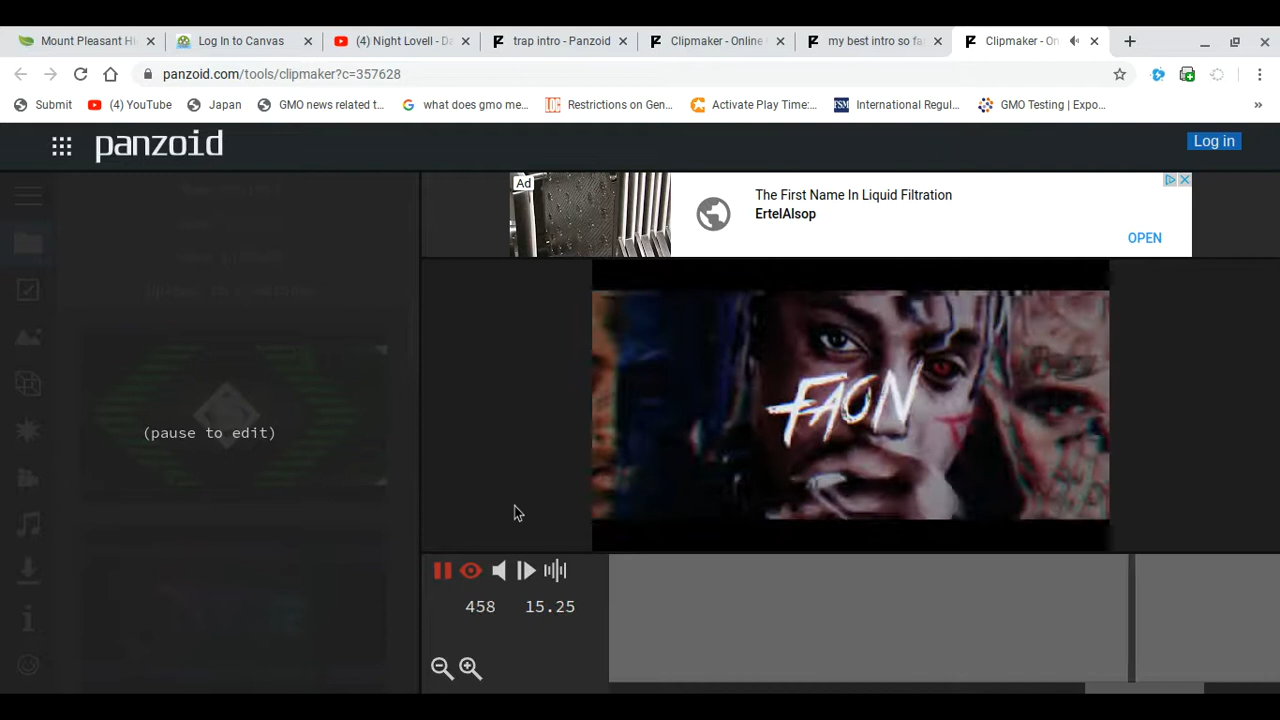 Mount Pleasant Hi
Log In to Canvas
(4) Night Lovell - Da
trap intro - Panzoid
Clipmaker - Online
my best intro so fa
Clipmaker - On
panzoid.com/tools/clipmaker?c=357628
Submit
(4) YouTube
Japan
GMO news related t...
what does gmo me...
Restrictions on Gen...
Activate Play Time:...
International Regul...
GMO Testing | Expo...
»
panzoid
Log in
Ad
The First Name In Liquid Filtration
ErtelAlsop
OPEN
(pause to edit)
FAON
458 15.25